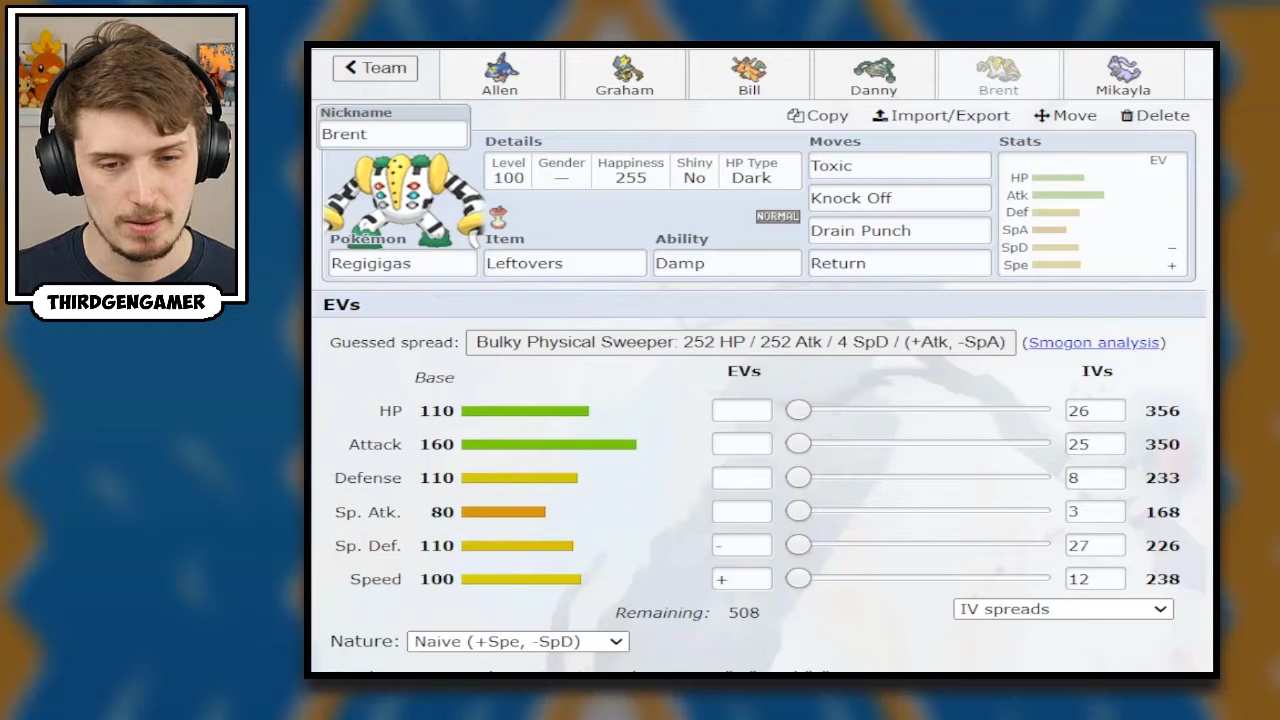 THIRDGENGAMER
Team
Allen
Graham
Bill
Danny
Brent
Mikayla
Copy
Import/Export
Move
Delete
Nickname
Brent
Pokémon
Regigigas
Details
Level
100
Gender
—
Happiness
255
Shiny
No
HP Type
Dark
NORMAL
Item
Leftovers
Ability
Damp
Moves
Toxic
Knock Off
Drain Punch
Return
Stats
EV
HP
Atk
Def
SpA
SpD −
Spe +
EVs
Guessed spread: Bulky Physical Sweeper: 252 HP / 252 Atk / 4 SpD / (+Atk, -SpA) (Smogon analysis)
Base EVs IVs
HP 110 26 356
Attack 160 25 350
Defense 110 8 233
Sp. Atk. 80 3 168
Sp. Def. 110 - 27 226
Speed 100 + 12 238
Remaining: 508
IV spreads
Nature: Naive (+Spe, -SpD)